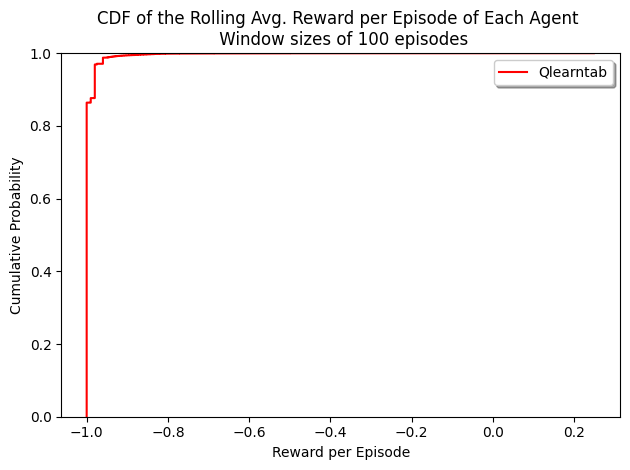 CDF of the Rolling Avg. Reward per Episode of Each Agent
Window sizes of 100 episodes
Qlearntab
Cumulative Probability
1.0
0.8
0.6
0.4
0.2
0.0
−1.0 −0.8 −0.6 −0.4 −0.2 0.0 0.2
Reward per Episode